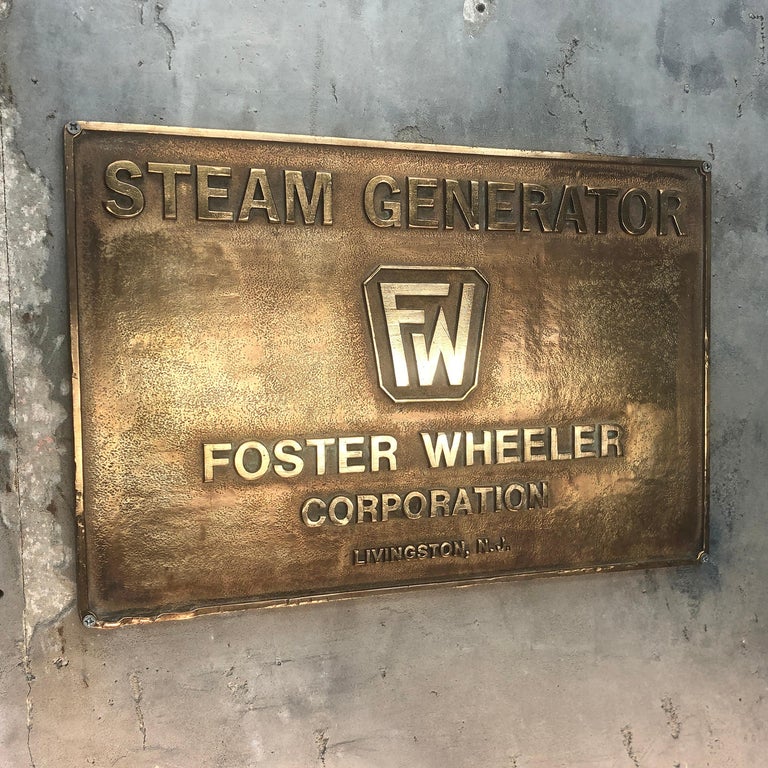 STEAM GENERATOR
FW
FOSTER WHEELER
CORPORATION
LIVINGSTON, N.J.